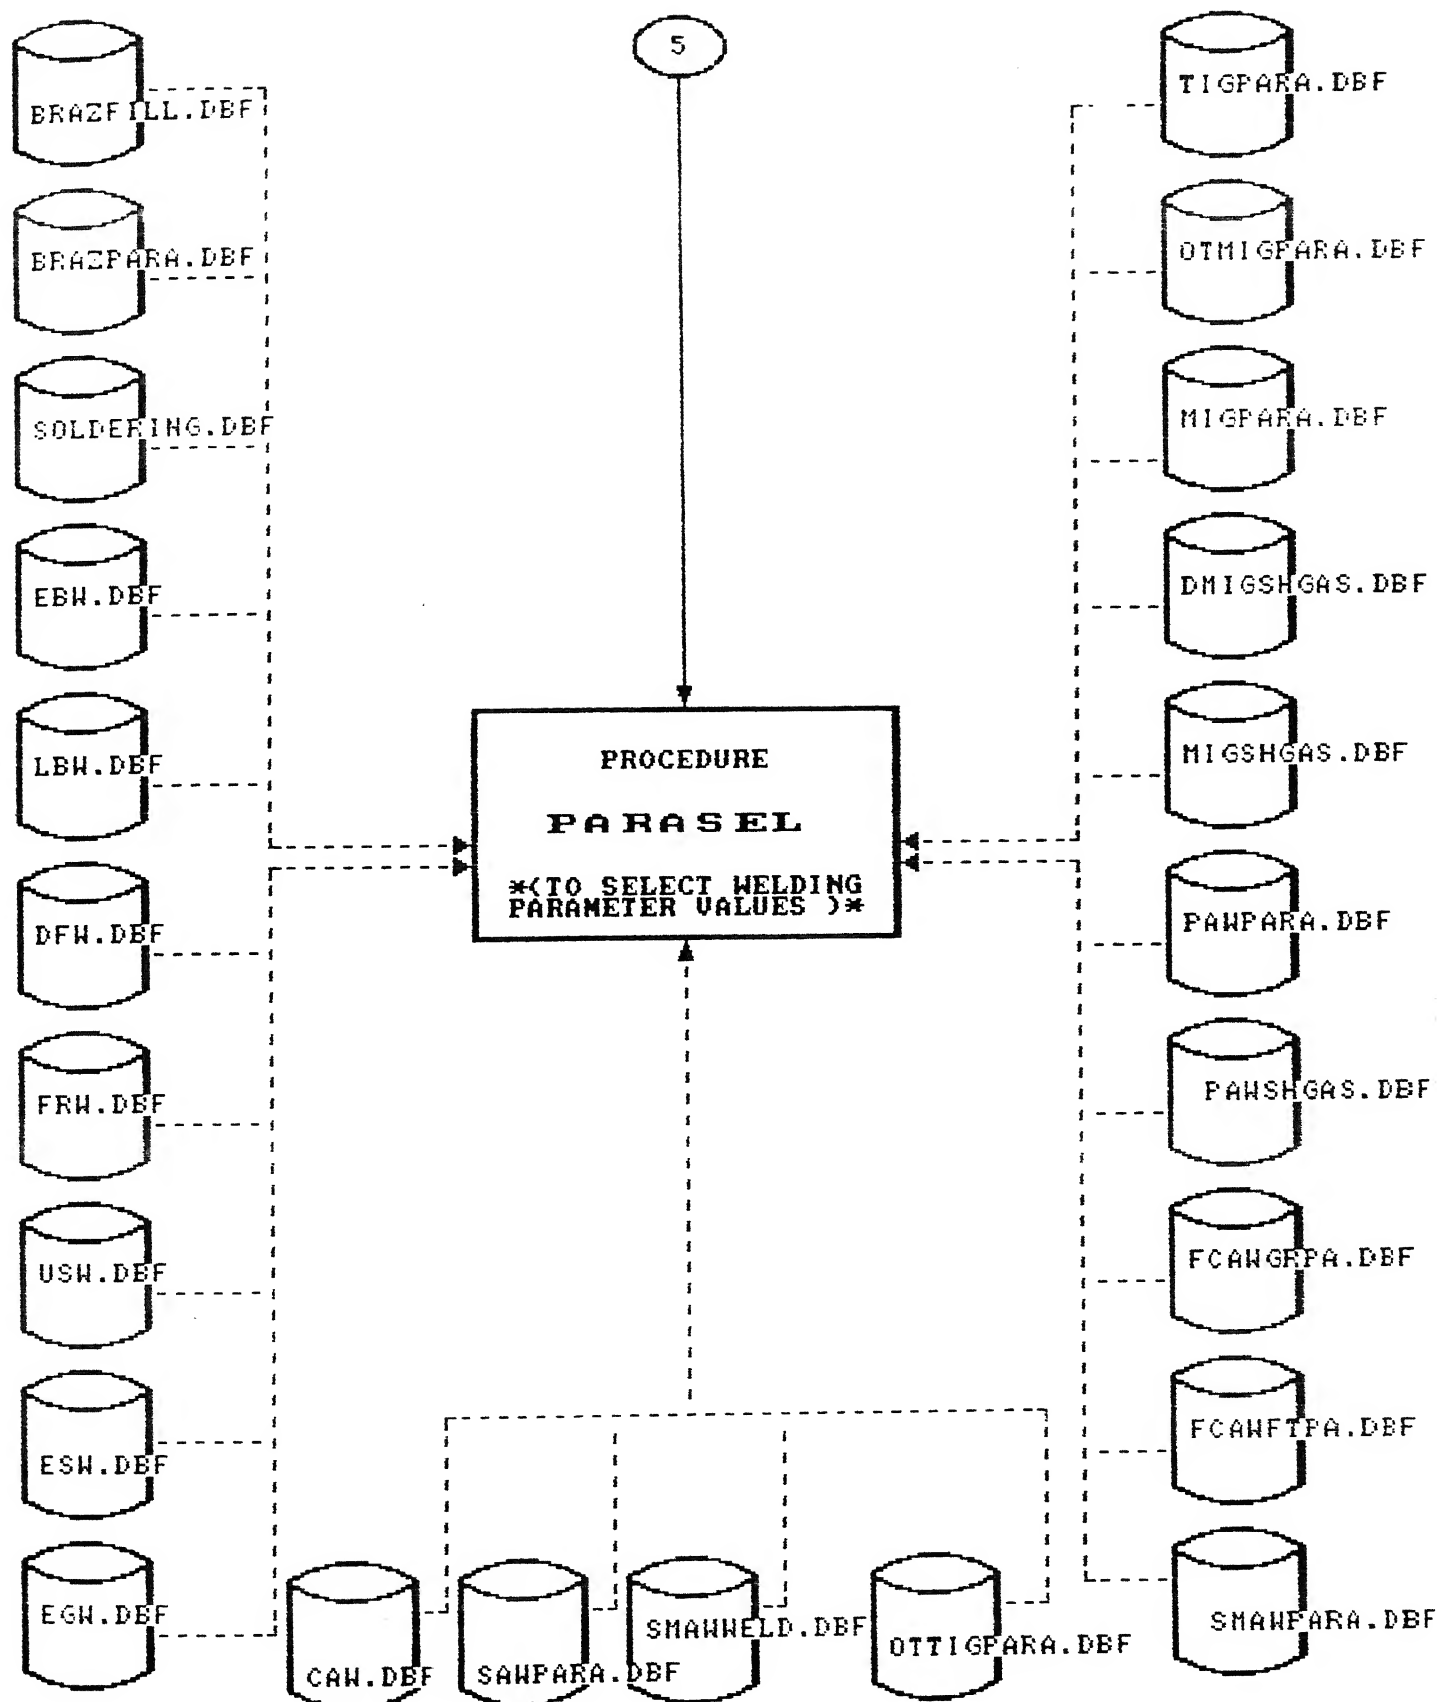 5
BRAZFILL.DBF
BRAZPARA.DBF
SOLDERING.DBF
EBW.DBF
LBW.DBF
DFW.DBF
FRW.DBF
USW.DBF
ESW.DBF
EGW.DBF
PROCEDURE
PARASEL
*(TO SELECT WELDING
PARAMETER VALUES )*
TIGPARA.DBF
OTMIGPARA.DBF
MIGPARA.DBF
DMIGSHGAS.DBF
MIGSHGAS.DBF
PAWPARA.DBF
PAWSHGAS.DBF
FCAWGRPA.DBF
FCAWFTPA.DBF
SMAWPARA.DBF
CAW.DBF
SAWPARA.DBF
SMAWWELD.DBF
OTTIGPARA.DBF